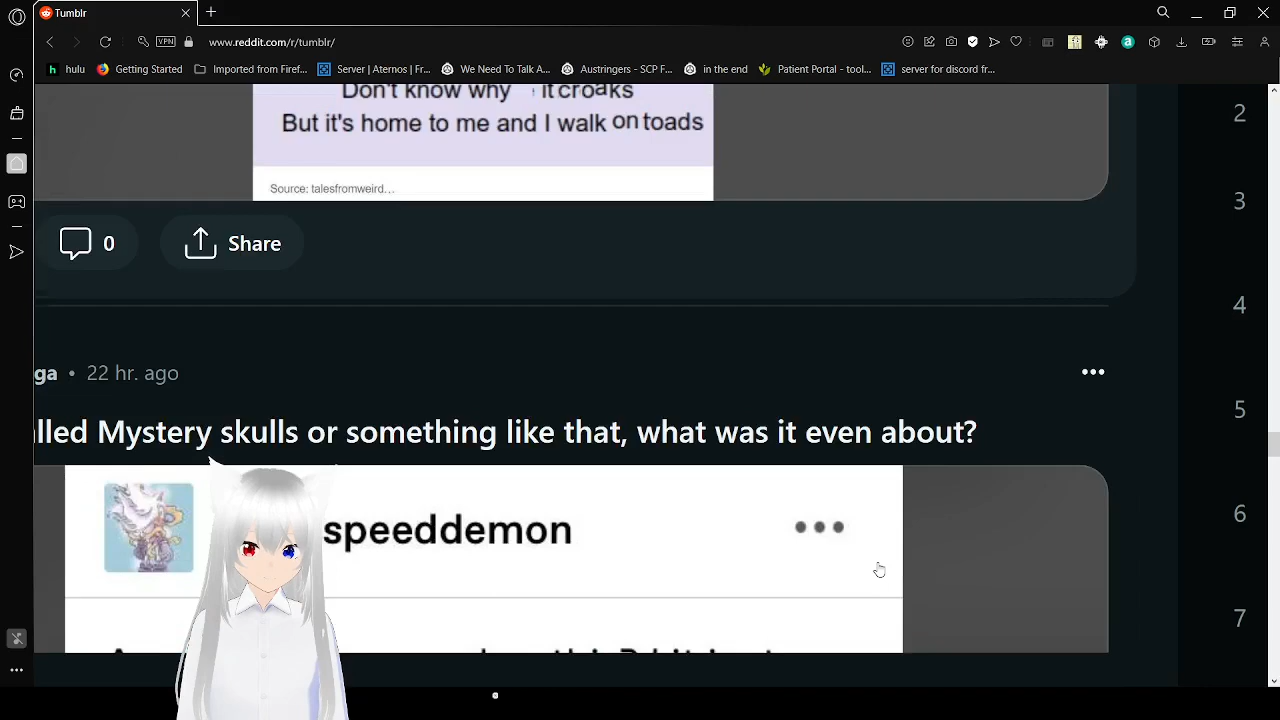 Tumblr
VPN
www.reddit.com/r/tumblr/
hulu
Getting Started
Imported from Firef...
Server | Aternos | Fr...
We Need To Talk A...
Austringers - SCP F...
in the end
Patient Portal - tool...
server for discord fr...
Don't know why it croaks
But it's home to me and I walk on toads
Source: talesfromweird...
0
Share
ga • 22 hr. ago
lled Mystery skulls or something like that, what was it even about?
speeddemon
2
3
4
5
6
7